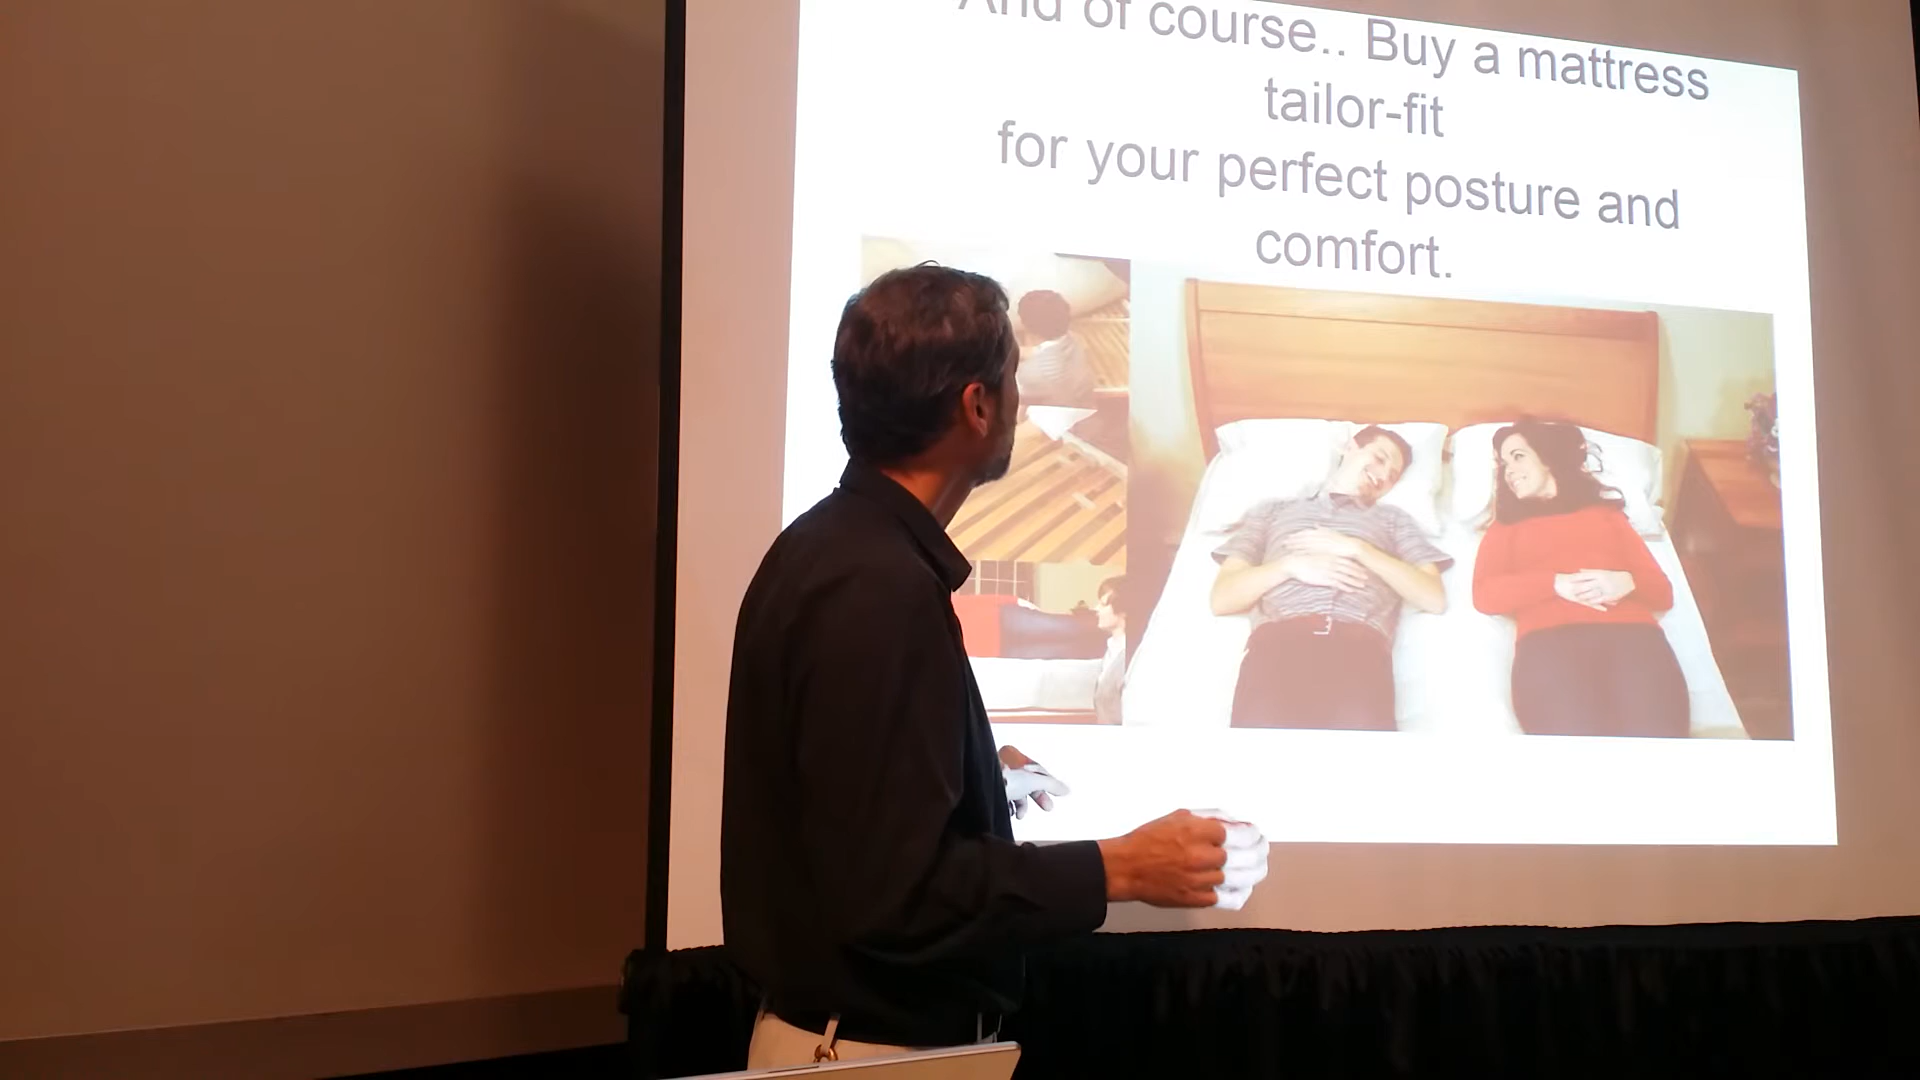 And of course.. Buy a mattress
tailor-fit
for your perfect posture and
comfort.